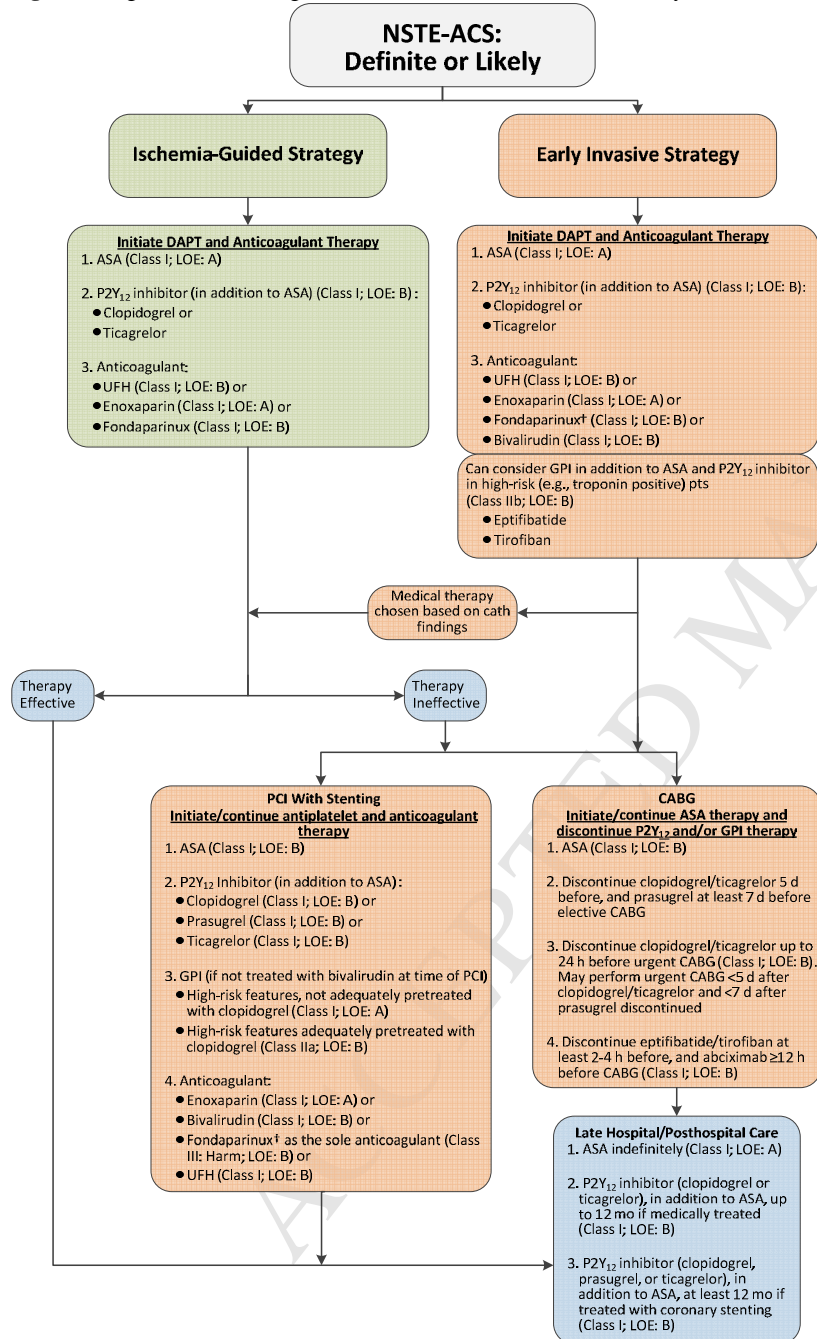 NSTE-ACS:
Definite or Likely
Ischemia-Guided Strategy
Early Invasive Strategy
Initiate DAPT and Anticoagulant Therapy
1. ASA (Class I; LOE: A)
2. P2Y12 inhibitor (in addition to ASA) (Class I; LOE: B) :
● Clopidogrel or
● Ticagrelor
3. Anticoagulant:
● UFH (Class I; LOE: B) or
● Enoxaparin (Class I; LOE: A) or
● Fondaparinux (Class I; LOE: B)
Initiate DAPT and Anticoagulant Therapy
1. ASA (Class I; LOE: A)
2. P2Y12 inhibitor (in addition to ASA) (Class I; LOE: B):
● Clopidogrel or
● Ticagrelor
3. Anticoagulant:
● UFH (Class I; LOE: B) or
● Enoxaparin (Class I; LOE: A) or
● Fondaparinux† (Class I; LOE: B) or
● Bivalirudin (Class I; LOE: B)
Can consider GPI in addition to ASA and P2Y12 inhibitor
in high-risk (e.g., troponin positive) pts
(Class IIb; LOE: B)
● Eptifibatide
● Tirofiban
Medical therapy
chosen based on cath
findings
Therapy
Effective
Therapy
Ineffective
PCI With Stenting
Initiate/continue antiplatelet and anticoagulant
therapy
1. ASA (Class I; LOE: B)
2. P2Y12 Inhibitor (in addition to ASA) :
● Clopidogrel (Class I; LOE: B) or
● Prasugrel (Class I; LOE: B) or
● Ticagrelor (Class I; LOE: B)
3. GPI (if not treated with bivalirudin at time of PCI)
● High-risk features, not adequately pretreated
with clopidogrel (Class I; LOE: A)
● High-risk features adequately pretreated with
clopidogrel (Class IIa; LOE: B)
4. Anticoagulant:
● Enoxaparin (Class I; LOE: A) or
● Bivalirudin (Class I; LOE: B) or
● Fondaparinux† as the sole anticoagulant (Class
III: Harm; LOE: B) or
● UFH (Class I; LOE: B)
CABG
Initiate/continue ASA therapy and
discontinue P2Y12 and/or GPI therapy
1. ASA (Class I; LOE: B)
2. Discontinue clopidogrel/ticagrelor 5 d
before, and prasugrel at least 7 d before
elective CABG
3. Discontinue clopidogrel/ticagrelor up to
24 h before urgent CABG (Class I; LOE: B).
May perform urgent CABG <5 d after
clopidogrel/ticagrelor and <7 d after
prasugrel discontinued
4. Discontinue eptifibatide/tirofiban at
least 2-4 h before, and abciximab ≥12 h
before CABG (Class I; LOE: B)
Late Hospital/Posthospital Care
1. ASA indefinitely (Class I; LOE: A)
2. P2Y12 inhibitor (clopidogrel or
ticagrelor), in addition to ASA, up
to 12 mo if medically treated
(Class I; LOE: B)
3. P2Y12 inhibitor (clopidogrel,
prasugrel, or ticagrelor), in
addition to ASA, at least 12 mo if
treated with coronary stenting
(Class I; LOE: B)
ACCEPTED MA